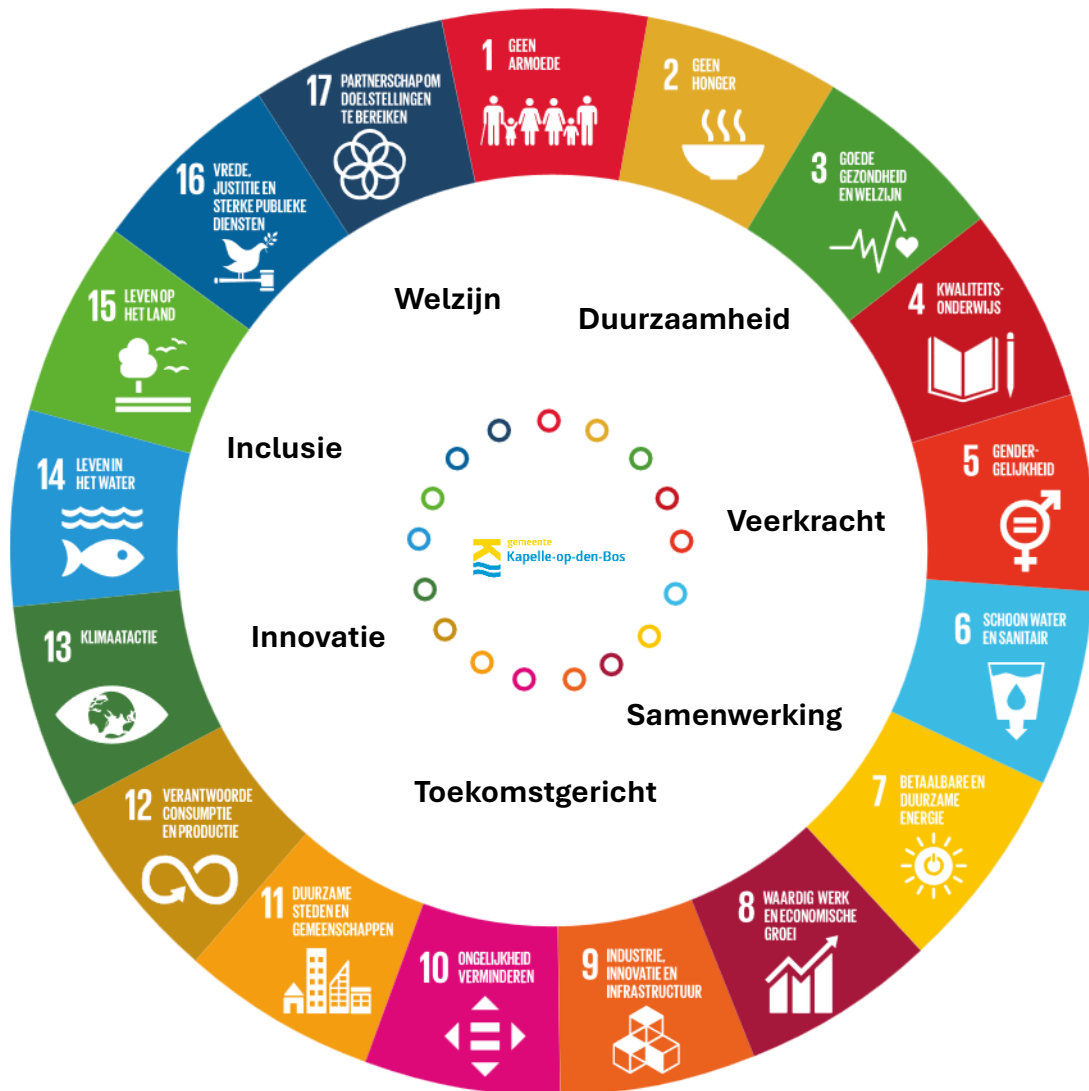 1 GEEN
ARMOEDE
2 GEEN
HONGER
3 GOEDE
GEZONDHEID
EN WELZIJN
4 KWALITEITS-
ONDERWIJS
5 GENDER-
GELIJKHEID
6 SCHOON WATER
EN SANITAIR
7 BETAALBARE EN
DUURZAME
ENERGIE
8 WAARDIG WERK
EN ECONOMISCHE
GROEI
9 INDUSTRIE,
INNOVATIE EN
INFRASTRUCTUUR
10 ONGELIJKHEID
VERMINDEREN
11 DUURZAME
STEDEN EN
GEMEENSCHAPPEN
12 VERANTWOORDE
CONSUMPTIE
EN PRODUCTIE
13 KLIMAATACTIE
14 LEVEN IN
HET WATER
15 LEVEN OP
HET LAND
16 VREDE,
JUSTITIE EN
STERKE PUBLIEKE
DIENSTEN
17 PARTNERSCHAP OM
DOELSTELLINGEN
TE BEREIKEN
Welzijn
Duurzaamheid
Inclusie
Veerkracht
gemeente
Kapelle-op-den-Bos
Innovatie
Samenwerking
Toekomstgericht